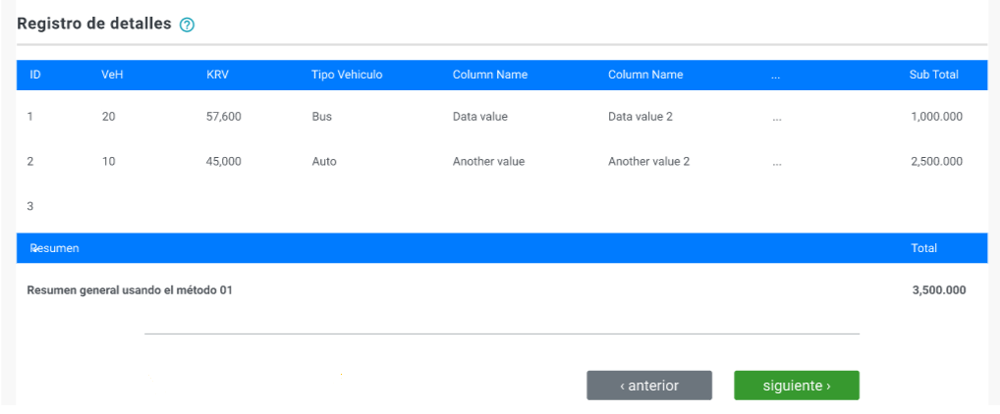 Registro de detalles ?
ID VeH KRV Tipo Vehiculo Column Name Column Name ... Sub Total
1 20 57,600 Bus Data value Data value 2 ... 1,000.000
2 10 45,000 Auto Another value Another value 2 ... 2,500.000
3
Resumen Total
Resumen general usando el método 01 3,500.000
‹ anterior siguiente ›